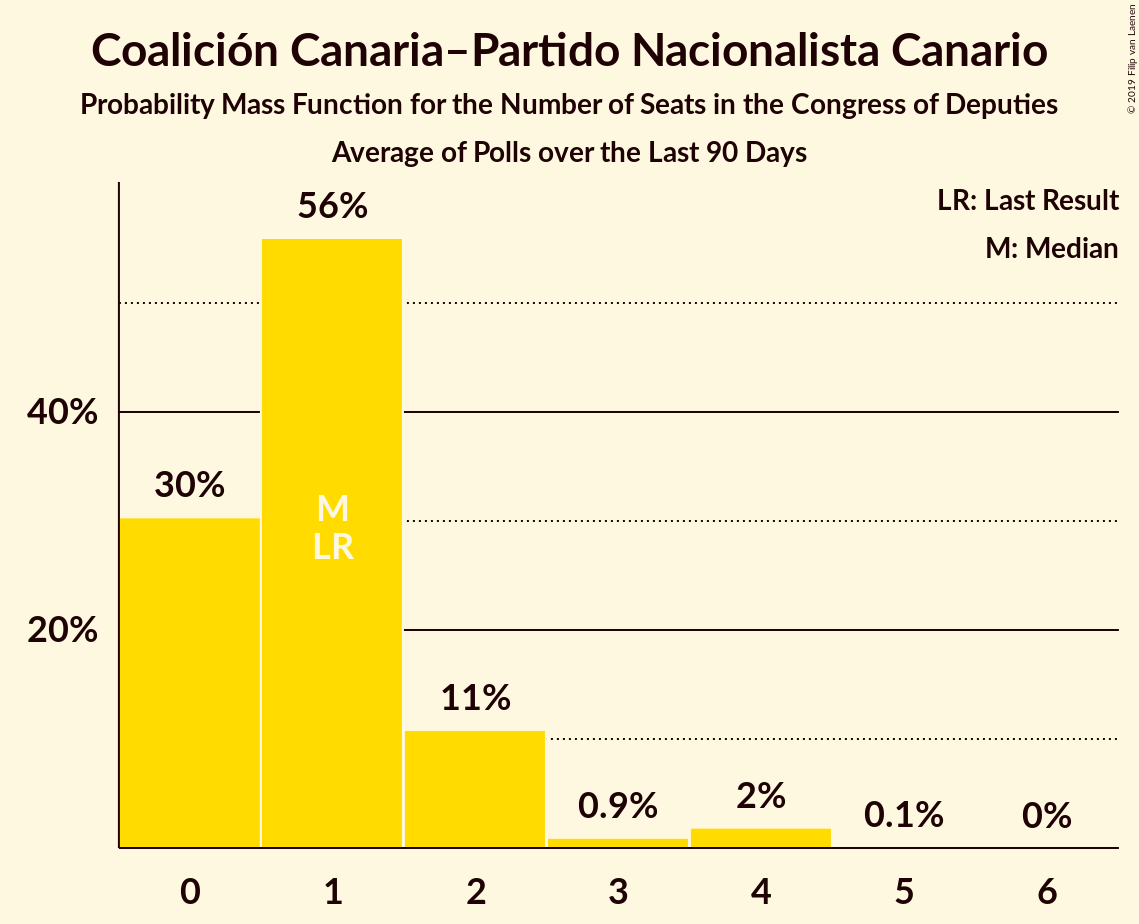 Coalición Canaria–Partido Nacionalista Canario
Probability Mass Function for the Number of Seats in the Congress of Deputies
Average of Polls over the Last 90 Days
© 2019 Filip van Laenen
LR: Last Result
M: Median
56%
40%
30%
M
LR
20%
11%
0.9%
2%
0.1%
0%
0 1 2 3 4 5 6